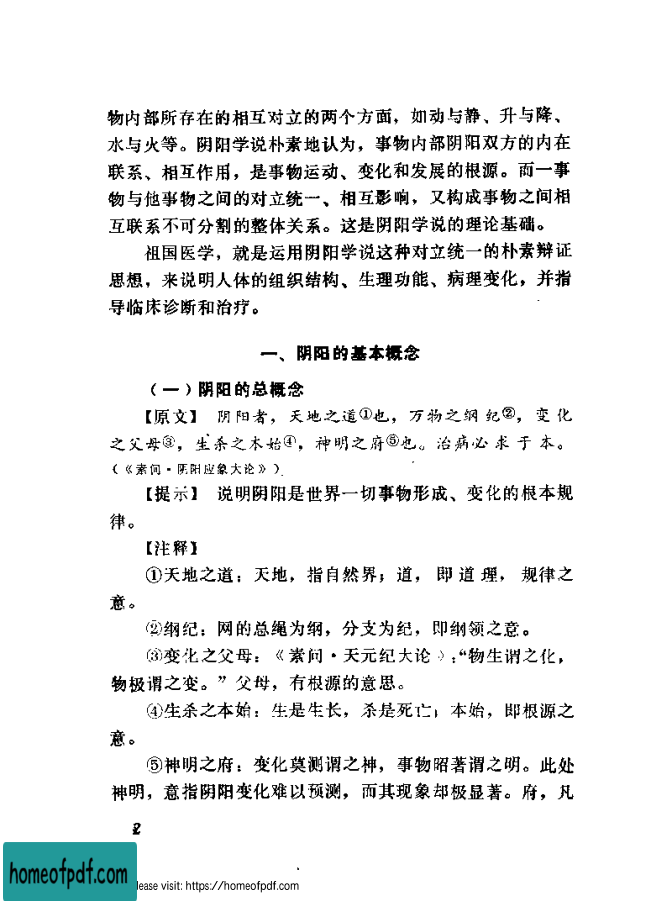 物内部所存在的相互对立的两个方面，如动与静、升与降、
水与火等。阴阳学说朴素地认为，事物内部阴阳双方的内在
联系、相互作用，是事物运动、变化和发展的根源。而一事
物与他事物之间的对立统一、相互影响，又构成事物之间相
互联系不可分割的整体关系。这是阴阳学说的理论基础。
祖国医学，就是运用阴阳学说这种对立统一的朴素辩证
思想，来说明人体的组织结构、生理功能、病理变化，并指
导临床诊断和治疗。
一、阴阳的基本概念
（一）阴阳的总概念
【原文】 阴阳者，天地之道①也，万物之纲纪②，变化
之父母③，生杀之本始④，神明之府⑤也。治病必求于本。
（《素问·阴阳应象大论》）
【提示】 说明阴阳是世界一切事物形成、变化的根本规
律。
【注释】
①天地之道：天地，指自然界；道，即道理，规律之
意。
②纲纪：网的总绳为纲，分支为纪，即纲领之意。
③变化之父母：《素问·天元纪大论》：“物生谓之化，
物极谓之变。”父母，有根源的意思。
④生杀之本始：生是生长，杀是死亡；本始，即根源之
意。
⑤神明之府：变化莫测谓之神，事物昭著谓之明。此处
神明，意指阴阳变化难以预测，而其现象却极显著。府，凡
2
homeofpdf.com
lease visit: https://homeofpdf.com